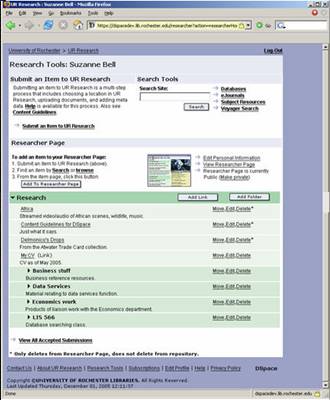 UR Research : Suzanne Bell - Mozilla Firefox
File Edit View Go Bookmarks Tools Help
University of Rochester > UR Research
Log Out
Research Tools: Suzanne Bell
Submit an Item to UR Research
Submitting an item to UR Research is a multi-step
process that includes choosing a location in UR
Research, uploading documents, and adding meta
data. Help is available for this process. Also see
Content Guidelines.
Submit an Item to UR Research
Search Tools
Search Site:
Search
Databases
eJournals
Subject Resources
Voyager Search
Researcher Page
To add an item to your Researcher Page:
1. Submit an item to UR Research (above).
2. Find an item by Search or browse
3. From the item page, click this button:
Add To Researcher Page
Edit Personal Information
View Researcher Page
Researcher Page is currently
Public (Make private)
Research
Add Link
Add Folder
Africa
Move,Edit,Delete*
Streamed video/audio of African scenes, wildlife, music.
Content Guidelines for DSpace
Move,Edit,Delete*
Just what it says.
Delmonico's Drops
Move,Edit,Delete*
From the Atwater Trade Card collection.
My CV (Link)
Move,Edit,Delete
CV as of May 2005.
Business stuff
Move,Edit,Delete
Business reference resources.
Data Services
Move,Edit,Delete
Material relating to data services function.
Economics work
Move,Edit,Delete
Products of liaison work with the Economics department.
LIS 566
Move,Edit,Delete
Database searching class.
View All Accepted Submissions
* Only deletes from Researcher Page, does not delete from repository.
Contact Us | About UR Research | Research Tools | Subscriptions | Edit Profile | Help | Privacy Policy
DSpace
Copyright ©UNIVERSITY OF ROCHESTER LIBRARIES. All Rights Reserved.
Last Updated Thursday, December 01, 2005 12:11:37
Done
dspacedev.lib.rochester.edu